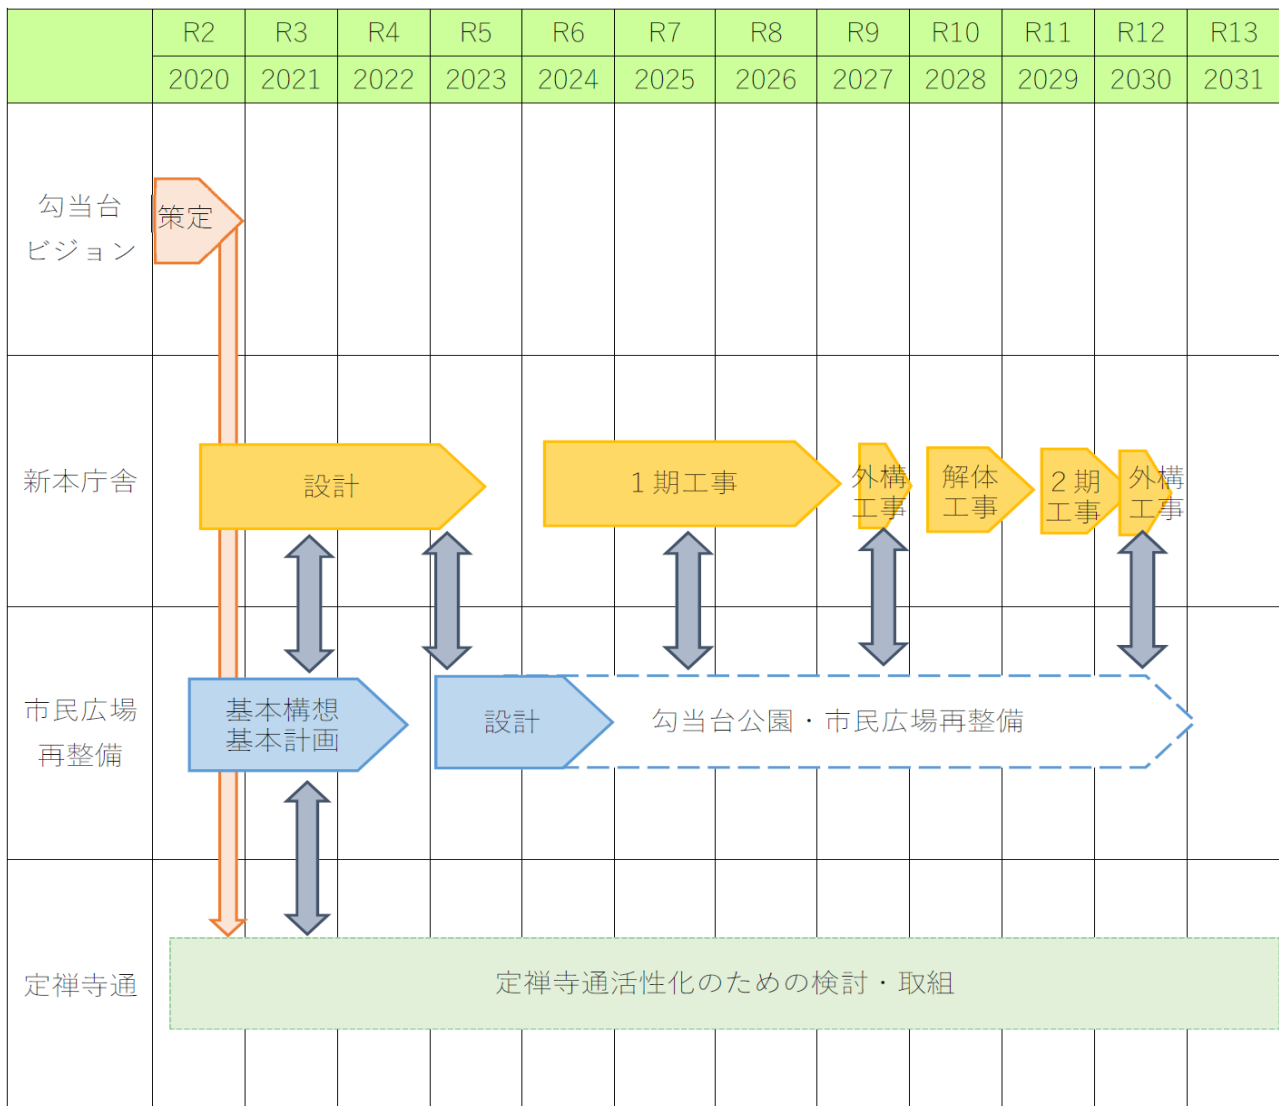 R2 R3 R4 R5 R6 R7 R8 R9 R10 R11 R12 R13
2020 2021 2022 2023 2024 2025 2026 2027 2028 2029 2030 2031
勾当台
ビジョン
策定
新本庁舎
設計
1期工事
外構
工事
解体
工事
2期
工事
外構
工事
市民広場
再整備
基本構想
基本計画
設計
勾当台公園・市民広場再整備
定禅寺通
定禅寺通活性化のための検討・取組